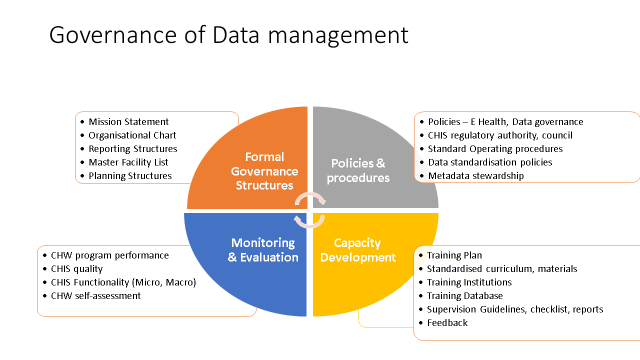 Governance of Data management
• Mission Statement
• Organisational Chart
• Reporting Structures
• Master Facility List
• Planning Structures
Formal
Governance
Structures
Policies &
procedures
• Policies – E Health, Data governance
• CHIS regulatory authority, council
• Standard Operating procedures
• Data standardisation policies
• Metadata stewardship
• CHW program performance
• CHIS quality
• CHIS Functionality (Micro, Macro)
• CHW self-assessment
Monitoring
& Evaluation
Capacity
Development
• Training Plan
• Standardised curriculum, materials
• Training Institutions
• Training Database
• Supervision Guidelines, checklist, reports
• Feedback